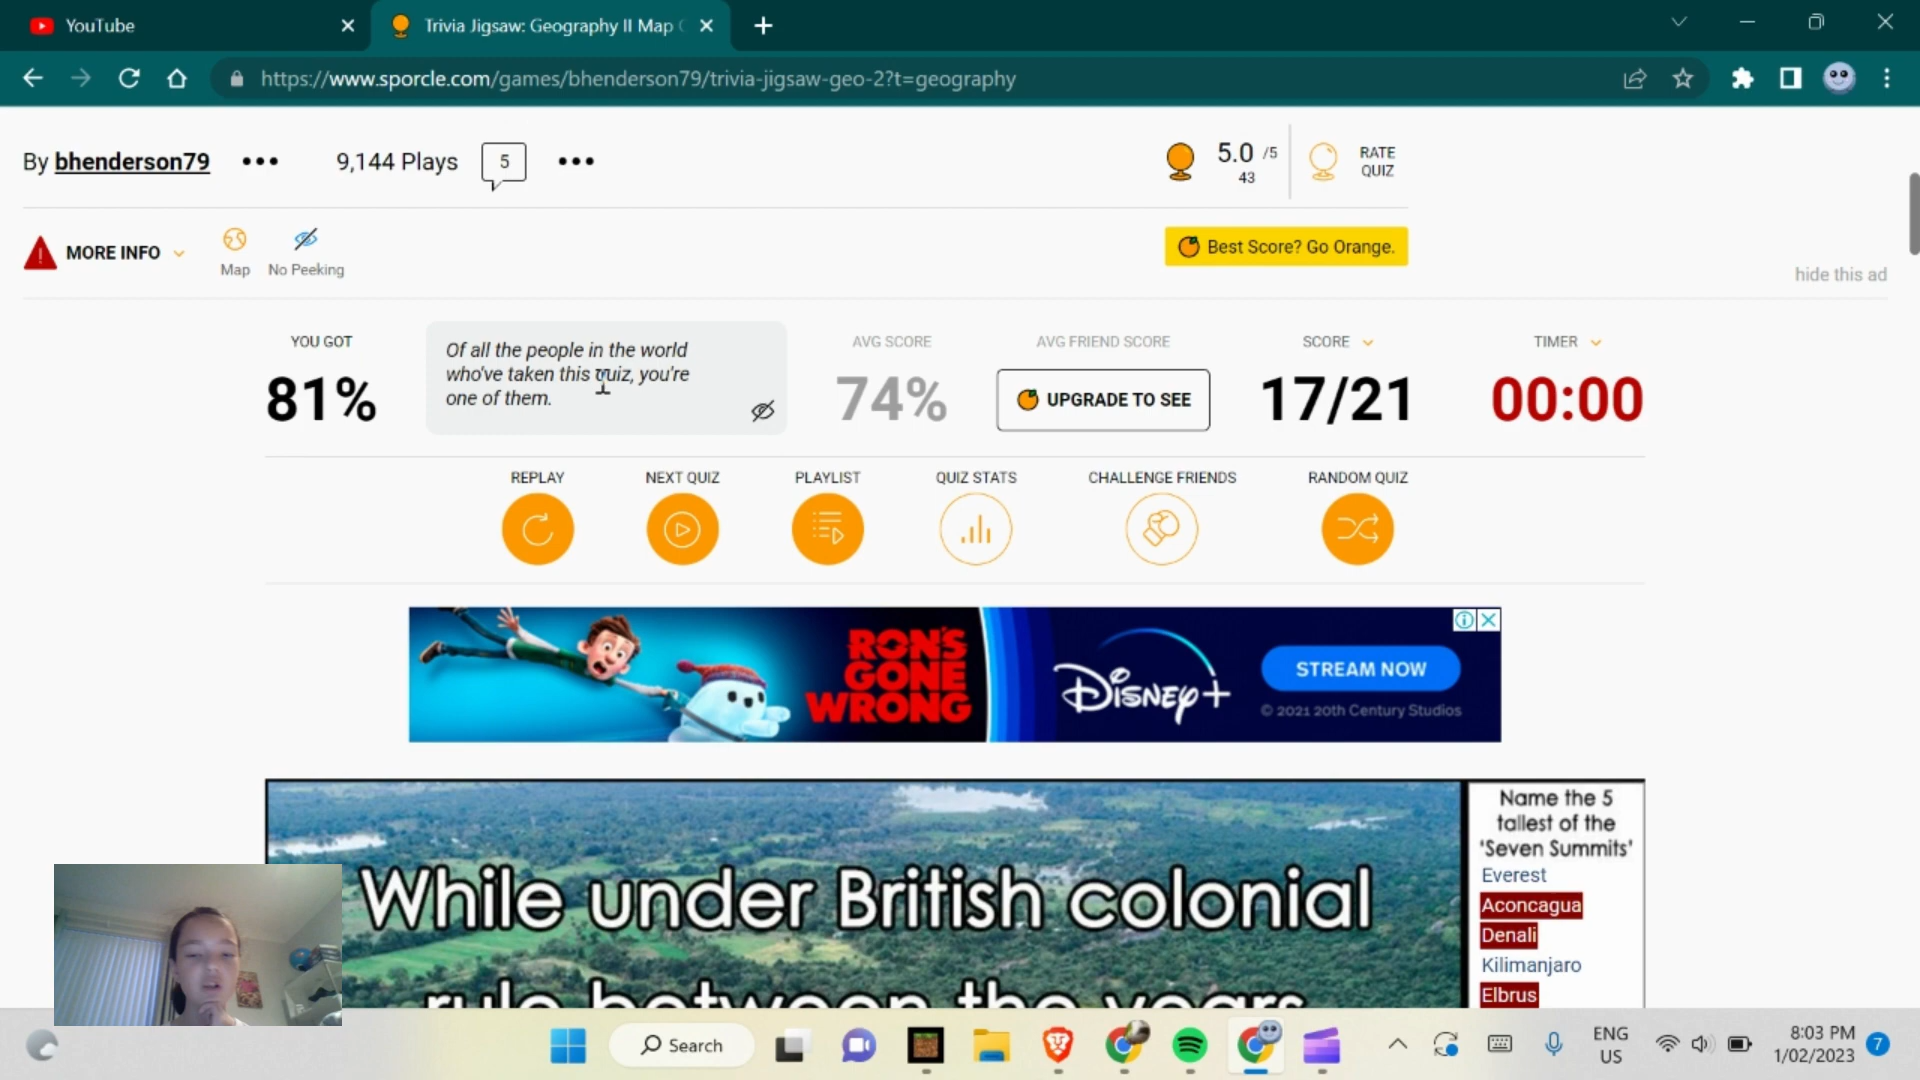 YouTube
Trivia Jigsaw: Geography II Map
https://www.sporcle.com/games/bhenderson79/trivia-jigsaw-geo-2?t=geography
By bhenderson79
9,144 Plays
5
5.0 /5
43
RATE
QUIZ
MORE INFO
Map
No Peeking
Best Score? Go Orange.
hide this ad
YOU GOT
81%
Of all the people in the world
who've taken this quiz, you're
one of them.
AVG SCORE
74%
AVG FRIEND SCORE
UPGRADE TO SEE
SCORE
17/21
TIMER
00:00
REPLAY
NEXT QUIZ
PLAYLIST
QUIZ STATS
CHALLENGE FRIENDS
RANDOM QUIZ
RON'S
GONE
WRONG
Disney+
STREAM NOW
© 2021 20th Century Studios
While under British colonial
rule between the years
Name the 5
tallest of the
'Seven Summits'
Everest
Aconcagua
Denali
Kilimanjaro
Elbrus
Search
ENG
US
8:03 PM
1/02/2023
7